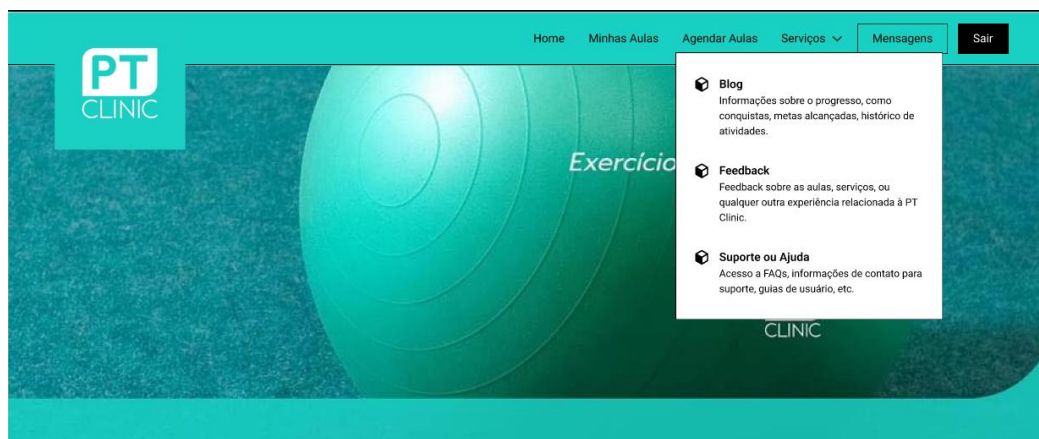 Home Minhas Aulas Agendar Aulas Serviços Mensagens Sair
PT
CLINIC
Blog
Informações sobre o progresso, como
conquistas, metas alcançadas, histórico de
atividades.
Exercício
Feedback
Feedback sobre as aulas, serviços, ou
qualquer outra experiência relacionada à PT
Clinic.
Suporte ou Ajuda
Acesso a FAQs, informações de contato para
suporte, guias de usuário, etc.
CLINIC